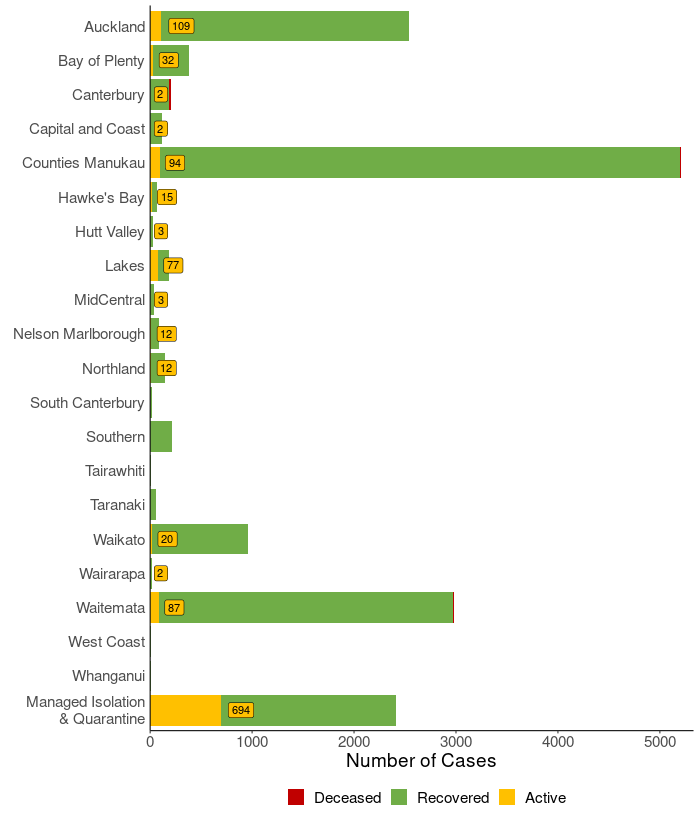 Auckland 109
Bay of Plenty 32
Canterbury 2
Capital and Coast 2
Counties Manukau 94
Hawke's Bay 15
Hutt Valley 3
Lakes 77
MidCentral 3
Nelson Marlborough 12
Northland 12
South Canterbury
Southern
Tairawhiti
Taranaki
Waikato 20
Wairarapa 2
Waitemata 87
West Coast
Whanganui
Managed Isolation
& Quarantine 694
0 1000 2000 3000 4000 5000
Number of Cases
Deceased Recovered Active